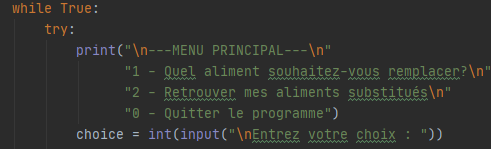 while True:
try:
print("\n---MENU PRINCIPAL---\n"
"1 - Quel aliment souhaitez-vous remplacer?\n"
"2 - Retrouver mes aliments substitués\n"
"0 - Quitter le programme")
choice = int(input("\nEntrez votre choix : "))